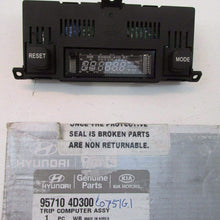 RESET
MODE
ONCE THE PROTECTIVE
SEAL IS BROKEN PARTS
ARE NON RETURNABLE.
HYUNDAI Genuine Parts KIA MOTORS
95710 4D300
TRIP COMPUTER ASSY
1 PC